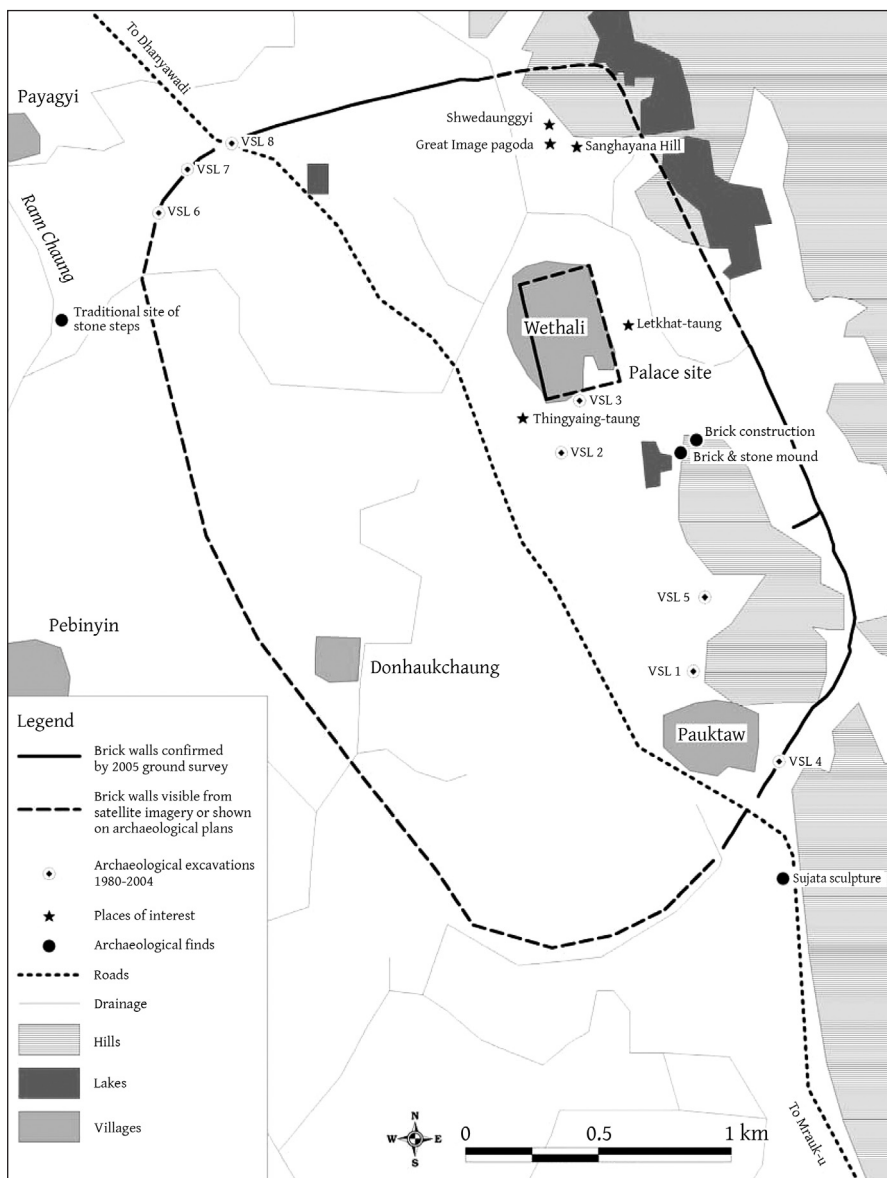 To Dhanyawadi
Payagyi
Shwedaunggyi
VSL 8
Great Image pagoda
Sanghayana Hill
VSL 7
Rann Chaung
VSL 6
Traditional site of
stone steps
Wethali
Letkhat-taung
Palace site
VSL 3
Thingyaing-taung
Brick construction
VSL 2
Brick & stone mound
VSL 5
Pebinyin
Donhaukchaung
VSL 1
Pauktaw
VSL 4
Sujata sculpture
To Mrauk-u
Legend
Brick walls confirmed
by 2005 ground survey
Brick walls visible from
satellite imagery or shown
on archaeological plans
Archaeological excavations
1980-2004
Places of interest
Archaeological finds
Roads
Drainage
Hills
Lakes
Villages
N
W E
S
0 0.5 1 km